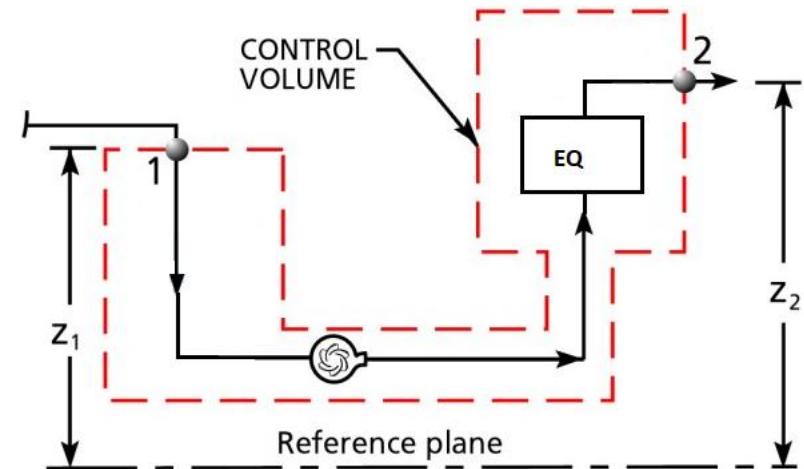 CONTROL
VOLUME
2
1
EQ
z₁
z₂
Reference plane